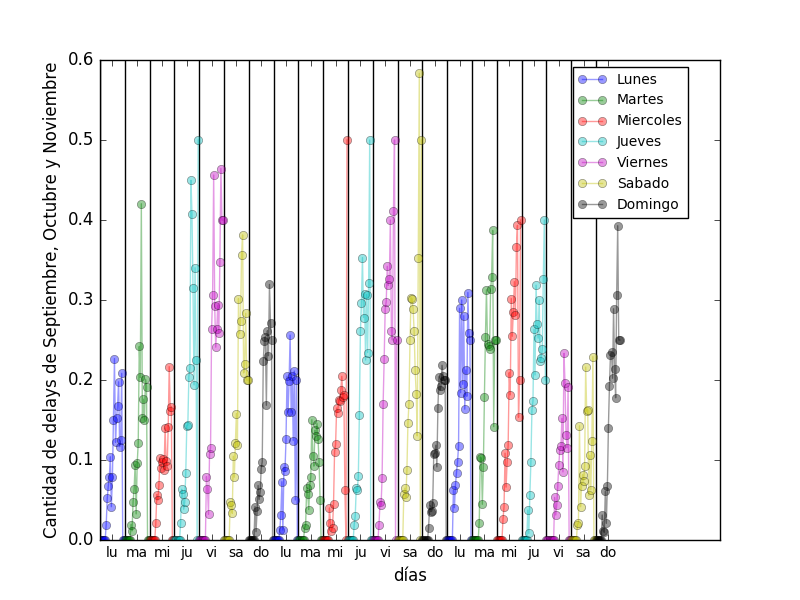 Cantidad de delays de Septiembre, Octubre y Noviembre
0.6
0.5
0.4
0.3
0.2
0.1
0.0
Lunes
Martes
Miercoles
Jueves
Viernes
Sabado
Domingo
lu ma mi ju vi sa do lu ma mi ju vi sa do lu ma mi ju vi sa do
días